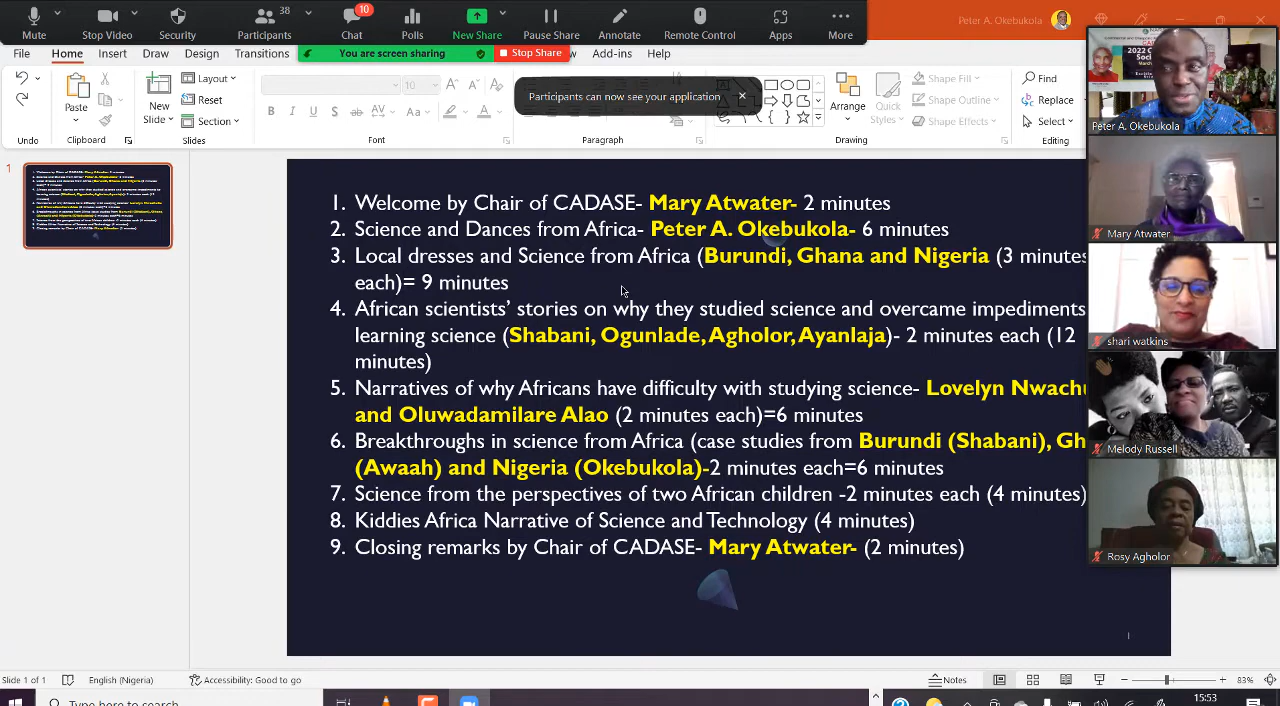 38
10
Mute
Stop Video
Security
Participants
Chat
Polls
New Share
Pause Share
Annotate
Remote Control
Apps
More
Peter A. Okebukola
You are screen sharing
Stop Share
File
Home
Insert
Draw
Design
Transitions
Add-ins
Help
Participants can now see your application
Paste
Clipboard
New
Slide
Layout
Reset
Section
Slides
10
B I U S ab AV Aa A
Font
Paragraph
Arrange
Quick
Styles
Shape Fill
Shape Outline
Shape Effects
Drawing
Find
Replace
Select
Editing
1
1. Welcome by Chair of CADASE- Mary Atwater- 2 minutes
2. Science and Dances from Africa- Peter A. Okebukola- 6 minutes
3. Local dresses and Science from Africa (Burundi, Ghana and Nigeria (3 minutes
each)= 9 minutes
4. African scientists’ stories on why they studied science and overcame impediments
learning science (Shabani, Ogunlade, Agholor, Ayanlaja)- 2 minutes each (12
minutes)
5. Narratives of why Africans have difficulty with studying science- Lovelyn Nwachu
and Oluwadamilare Alao (2 minutes each)=6 minutes
6. Breakthroughs in science from Africa (case studies from Burundi (Shabani), Gh
(Awaah) and Nigeria (Okebukola)-2 minutes each=6 minutes
7. Science from the perspectives of two African children -2 minutes each (4 minutes)
8. Kiddies Africa Narrative of Science and Technology (4 minutes)
9. Closing remarks by Chair of CADASE- Mary Atwater- (2 minutes)
1
Peter A. Okebukola
Mary Atwater
shari watkins
Melody Russell
Rosy Agholor
Slide 1 of 1
English (Nigeria)
Accessibility: Good to go
Notes
83%
Type here to search
15:53